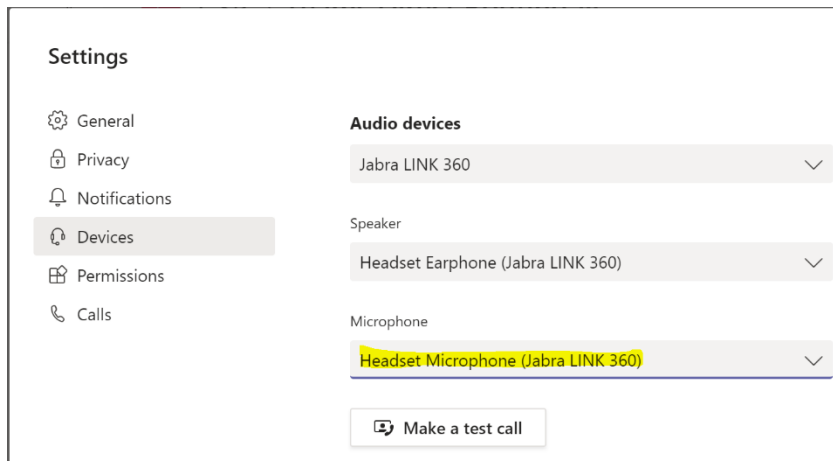 Settings
General
Privacy
Notifications
Devices
Permissions
Calls
Audio devices
Jabra LINK 360
Speaker
Headset Earphone (Jabra LINK 360)
Microphone
Headset Microphone (Jabra LINK 360)
Make a test call